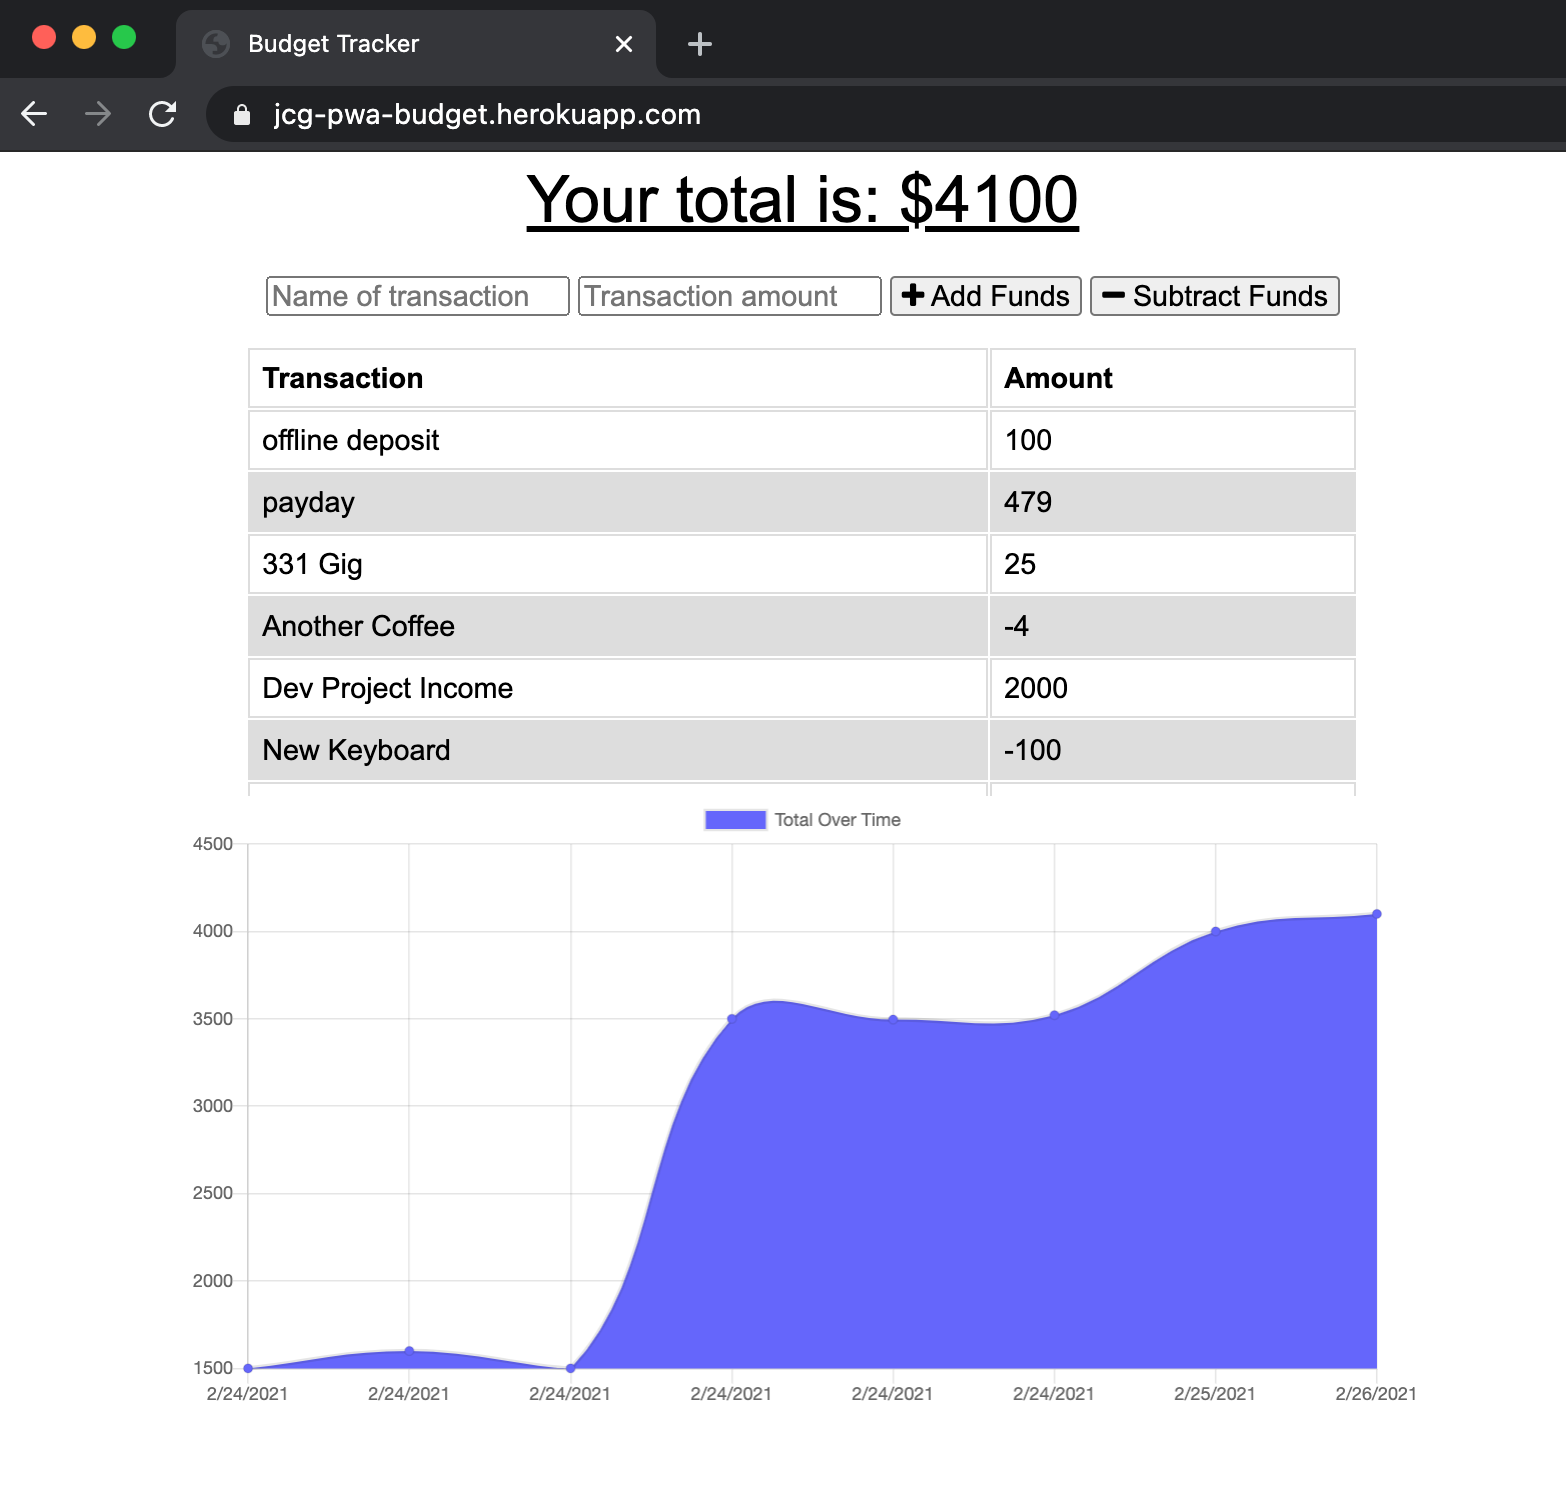 Budget Tracker
jcg-pwa-budget.herokuapp.com
Your total is: $4100
Name of transaction Transaction amount Add Funds Subtract Funds
Transaction Amount
offline deposit 100
payday 479
331 Gig 25
Another Coffee -4
Dev Project Income 2000
New Keyboard -100
Total Over Time
4500
4000
3500
3000
2500
2000
1500
2/24/2021 2/24/2021 2/24/2021 2/24/2021 2/24/2021 2/24/2021 2/25/2021 2/26/2021